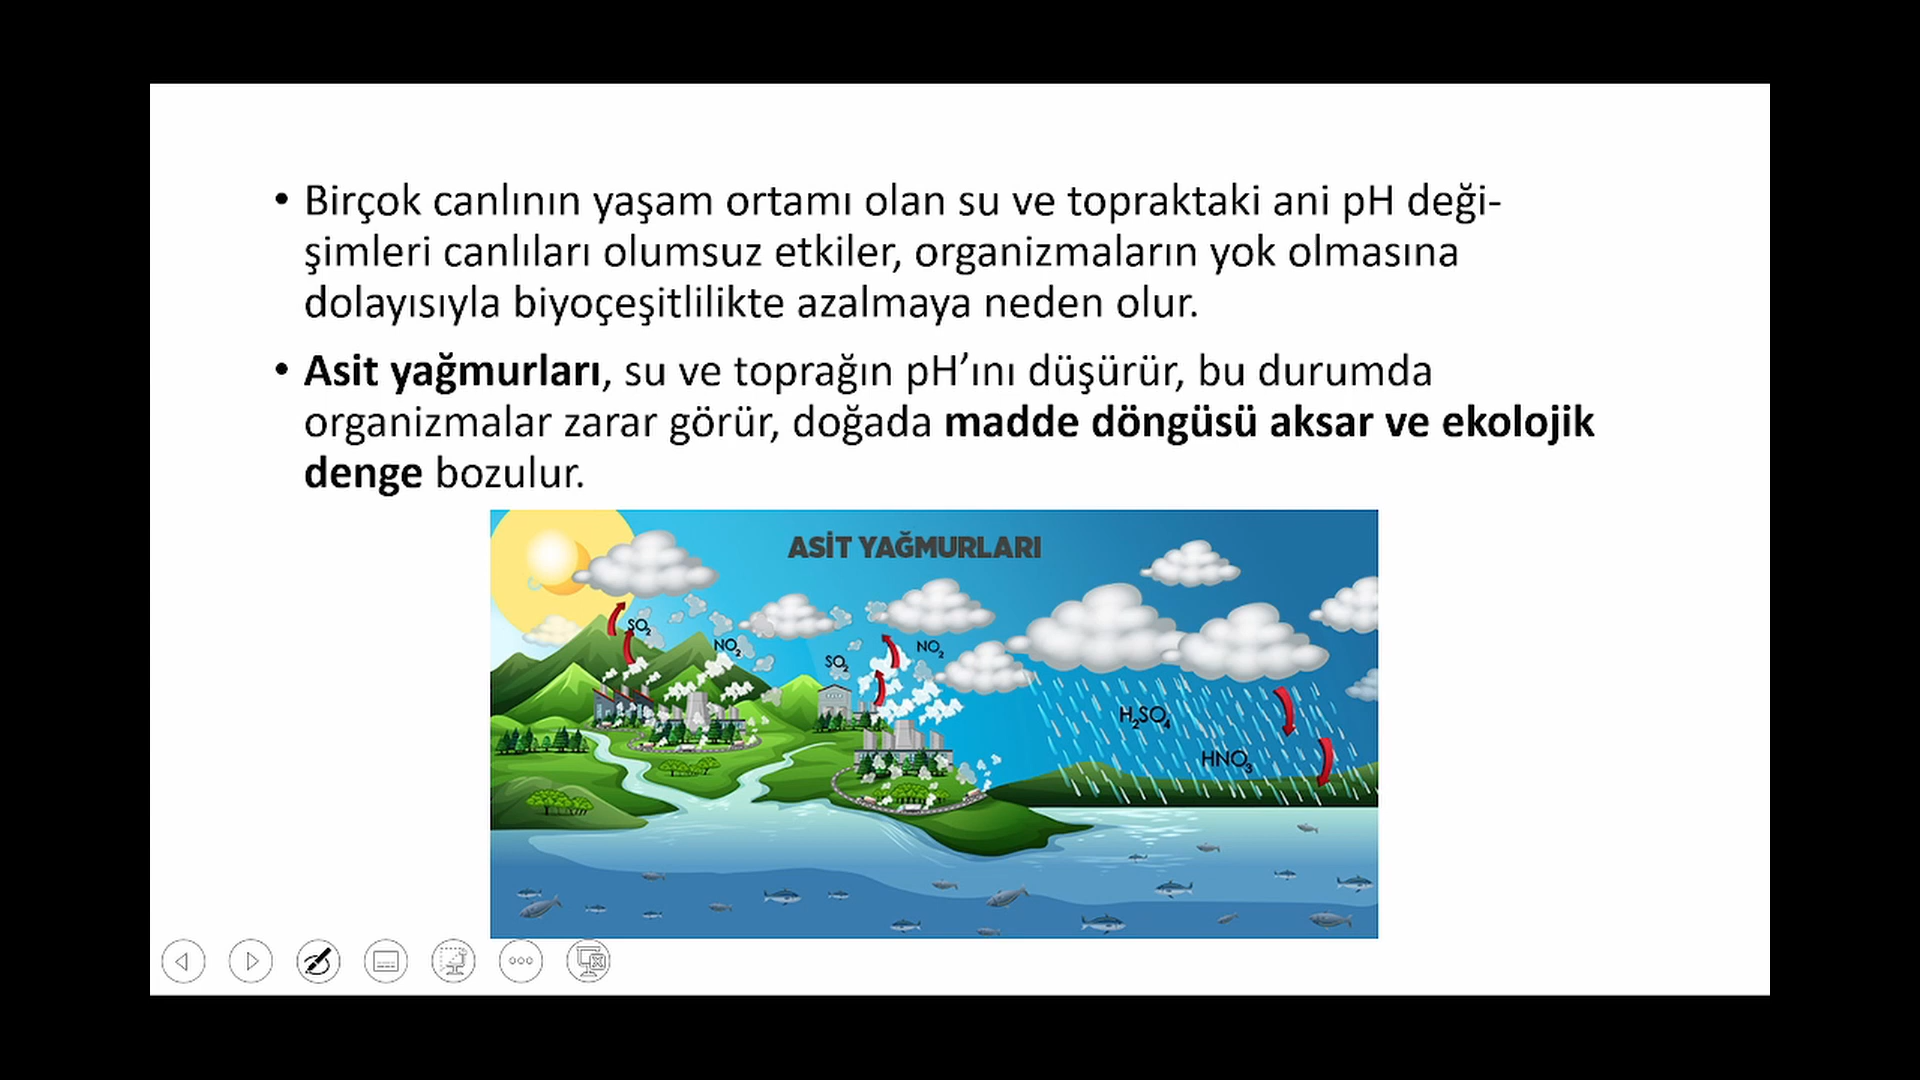 • Birçok canlının yaşam ortamı olan su ve topraktaki ani pH deği-
şimleri canlıları olumsuz etkiler, organizmaların yok olmasına
dolayısıyla biyoçeşitlilikte azalmaya neden olur.
• Asit yağmurları, su ve toprağın pH’ını düşürür, bu durumda
organizmalar zarar görür, doğada madde döngüsü aksar ve ekolojik
denge bozulur.
ASİT YAĞMURLARI
SO₂
NO₂
SO₂
NO₂
H₂SO₄
HNO₃